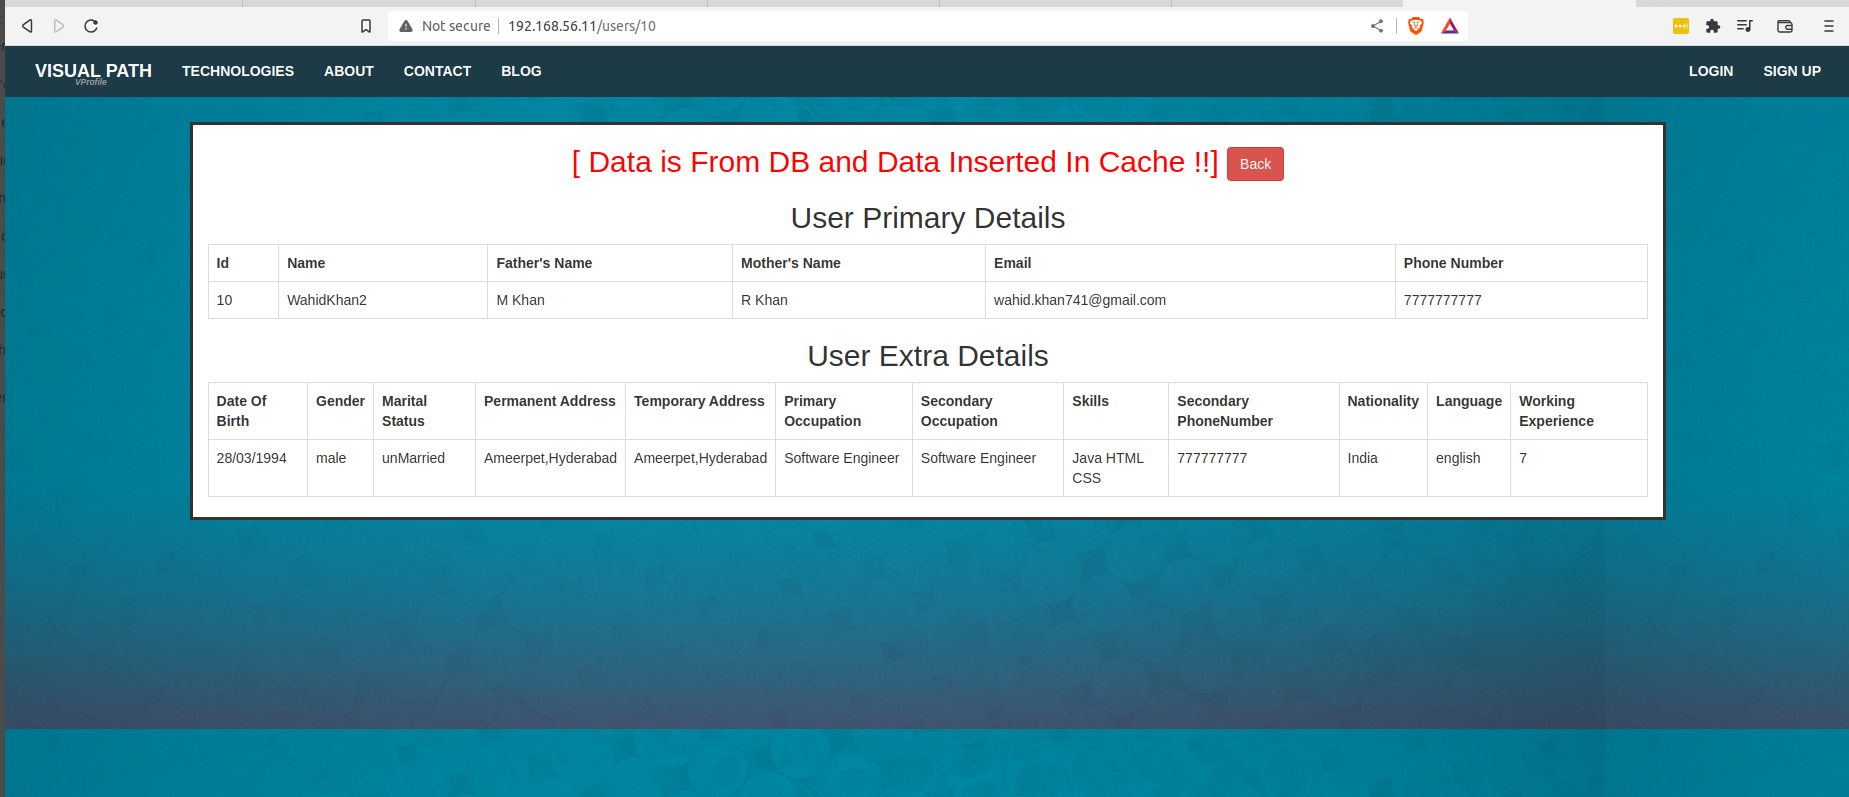 Not secure 192.168.56.11/users/10
VISUAL PATH TECHNOLOGIES ABOUT CONTACT BLOG LOGIN SIGN UP
VProfile
[ Data is From DB and Data Inserted In Cache !!] Back
User Primary Details
Id Name Father's Name Mother's Name Email Phone Number
10 WahidKhan2 M Khan R Khan wahid.khan741@gmail.com 7777777777
User Extra Details
Date Of Gender Marital Permanent Address Temporary Address Primary Secondary Skills Secondary Nationality Language Working
Birth Status Occupation Occupation PhoneNumber Experience
28/03/1994 male unMarried Ameerpet,Hyderabad Ameerpet,Hyderabad Software Engineer Software Engineer Java HTML 777777777 India english 7
CSS